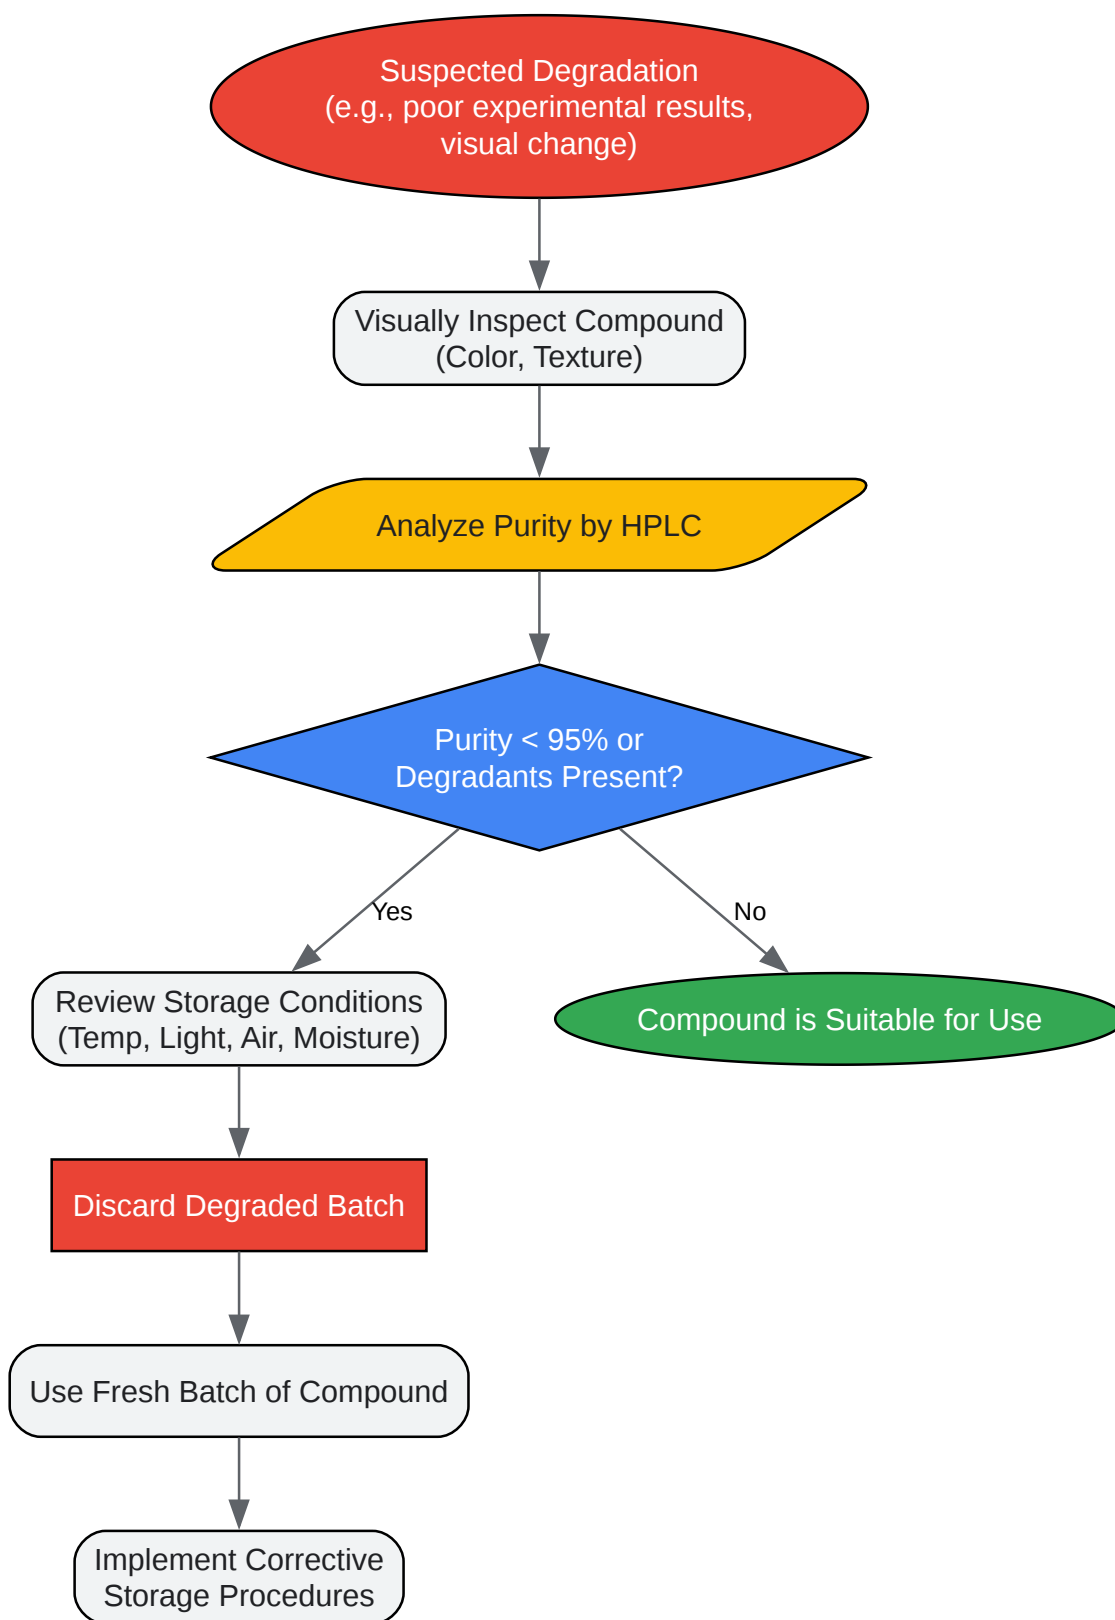 Suspected Degradation
(e.g., poor experimental results,
visual change)
Visually Inspect Compound
(Color, Texture)
Analyze Purity by HPLC
Purity < 95% or
Degradants Present?
Yes
No
Review Storage Conditions
(Temp, Light, Air, Moisture)
Compound is Suitable for Use
Discard Degraded Batch
Use Fresh Batch of Compound
Implement Corrective
Storage Procedures